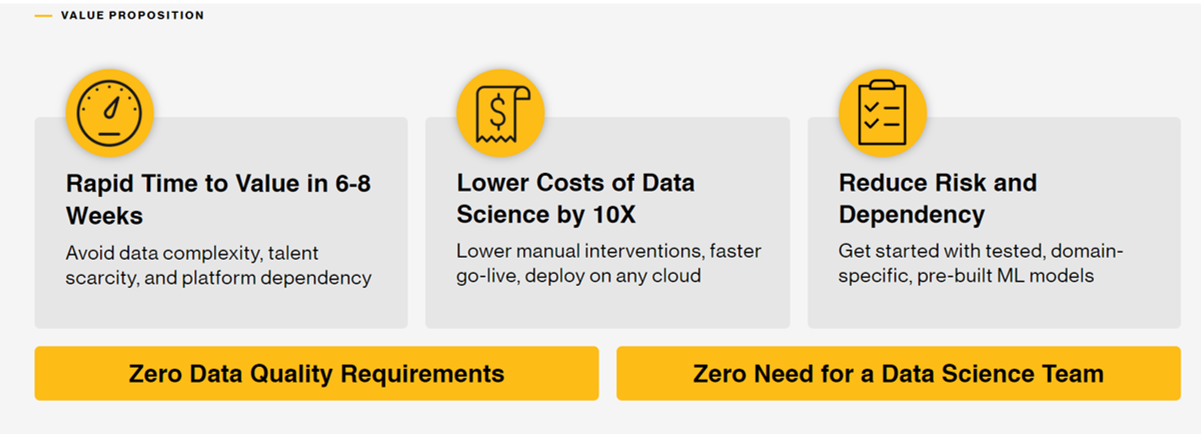 VALUE PROPOSITION
Rapid Time to Value in 6-8
Weeks
Avoid data complexity, talent
scarcity, and platform dependency
$
Lower Costs of Data
Science by 10X
Lower manual interventions, faster
go-live, deploy on any cloud
Reduce Risk and
Dependency
Get started with tested, domain-
specific, pre-built ML models
Zero Data Quality Requirements
Zero Need for a Data Science Team